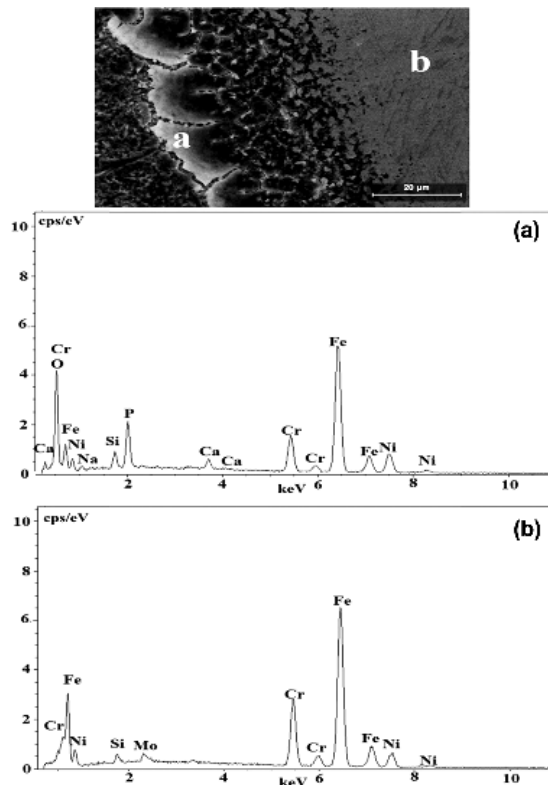 b
a
20 µm
cps/eV
(a)
10
8
6
4
2
0
Cr
O
Ca
Fe
Ni
Na
Si
P
Ca
Ca
Cr
Cr
Fe
Fe
Ni
Ni
2
4
6
8
10
keV
cps/eV
(b)
10
8
6
4
2
0
Cr
Fe
Ni
Si
Mo
Cr
Cr
Fe
Fe
Ni
Ni
2
4
6
8
10
keV